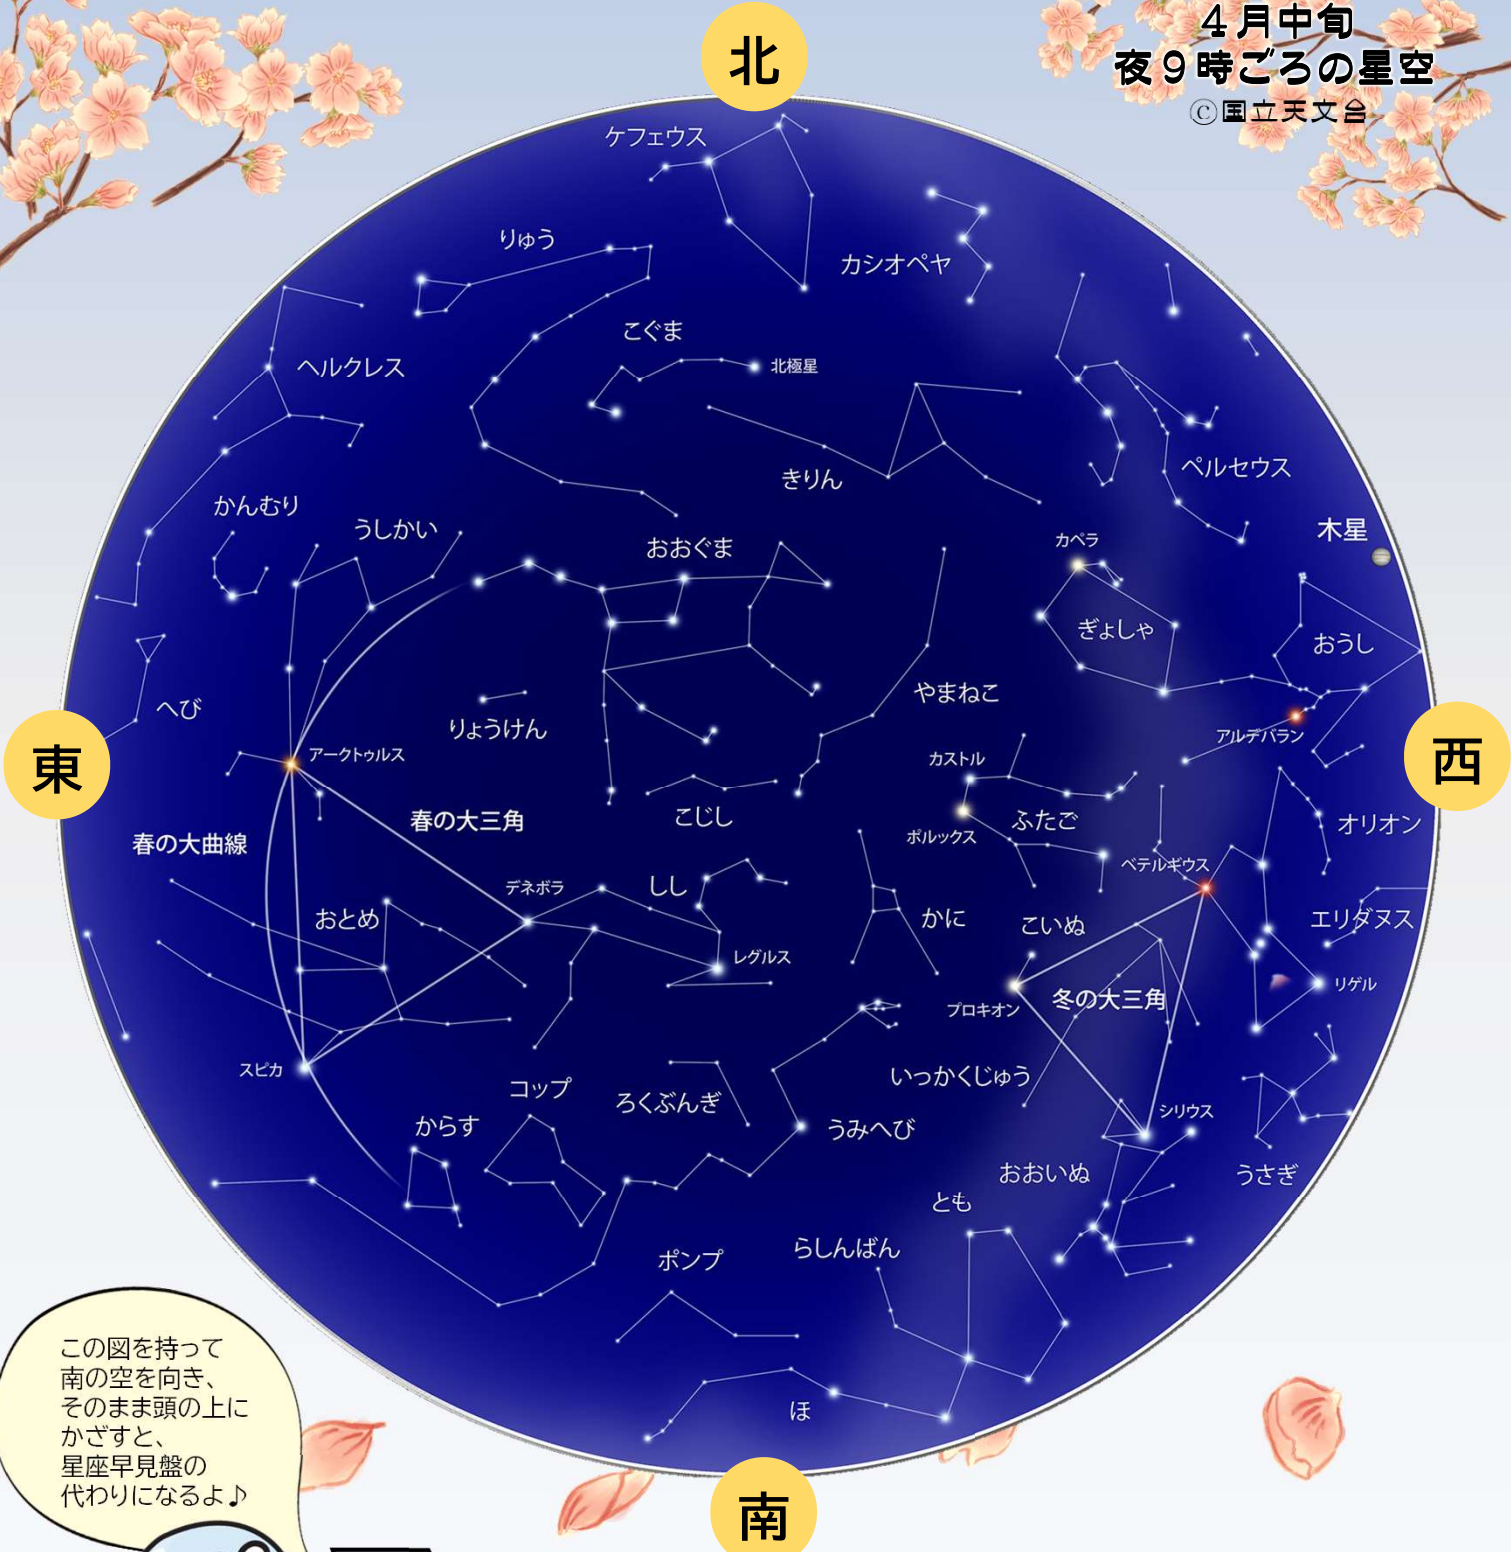 北
4月中旬
夜9時ごろの星空
©国立天文台
ケフェウス
りゅう
カシオペヤ
こぐま
北極星
ヘルクレス
きりん
ペルセウス
かんむり
うしかい
おおぐま
カペラ
木星
ぎょしゃ
おうし
へび
りょうけん
やまねこ
東
アークトゥルス
カストル
アルデバラン
西
春の大三角
こじし
ポルックス
ふたご
オリオン
春の大曲線
デネボラ
しし
ベテルギウス
おとめ
かに
こいぬ
エリダヌス
レグルス
プロキオン
冬の大三角
リゲル
スピカ
コップ
ろくぶんぎ
いっかくじゅう
からす
うみへび
シリウス
おおいぬ
うさぎ
とも
ポンプ
らしんばん
ほ
南
この図を持って
南の空を向き、
そのまま頭の上に
かざすと、
星座早見盤の
代わりになるよ♪